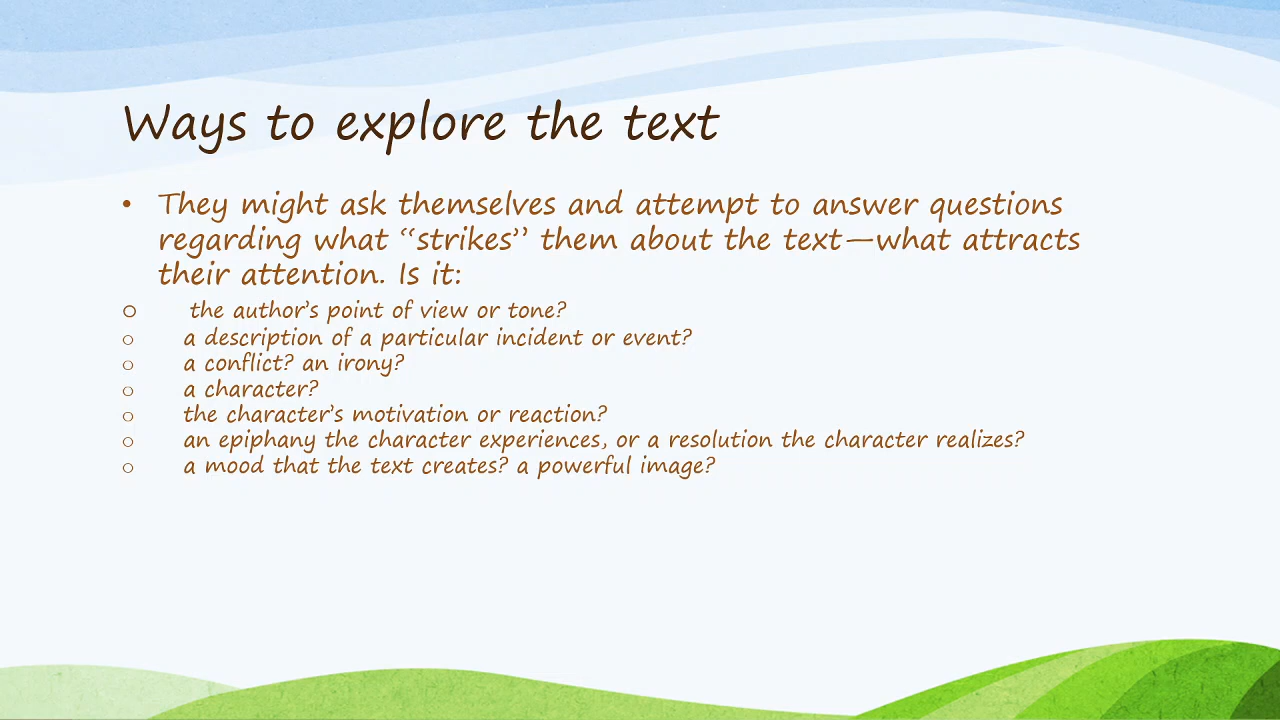 Ways to explore the text
• They might ask themselves and attempt to answer questions
regarding what “strikes” them about the text—what attracts
their attention. Is it:
o the author’s point of view or tone?
o a description of a particular incident or event?
o a conflict? an irony?
o a character?
o the character’s motivation or reaction?
o an epiphany the character experiences, or a resolution the character realizes?
o a mood that the text creates? a powerful image?